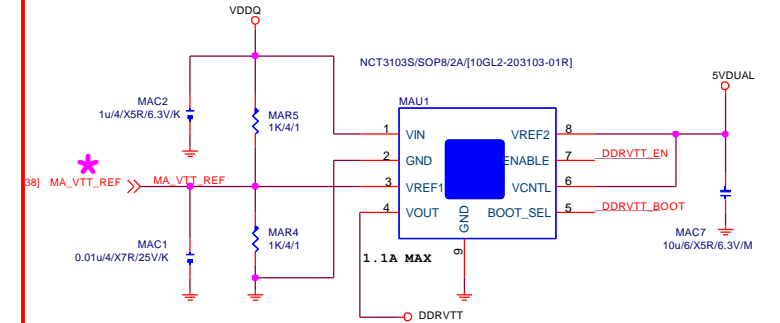 VDDQ
NCT3103S/SOP8/2A/[10GL2-203103-01R]
5VDUAL
MAC2
1u/4/X5R/6.3V/K
MAR5
1K/4/1
MAU1
1 VIN VREF2 8
2 GND ENABLE 7 _DDRVTT_EN
38] MA_VTT_REF MA_VTT_REF 3 VREF1 VCNTL 6
4 VOUT GND BOOT_SEL 5 _DDRVTT_BOOT
9
MAC1
0.01u/4/X7R/25V/K
MAR4
1K/4/1
MAC7
10u/6/X5R/6.3V/M
1.1A MAX
DDRVTT